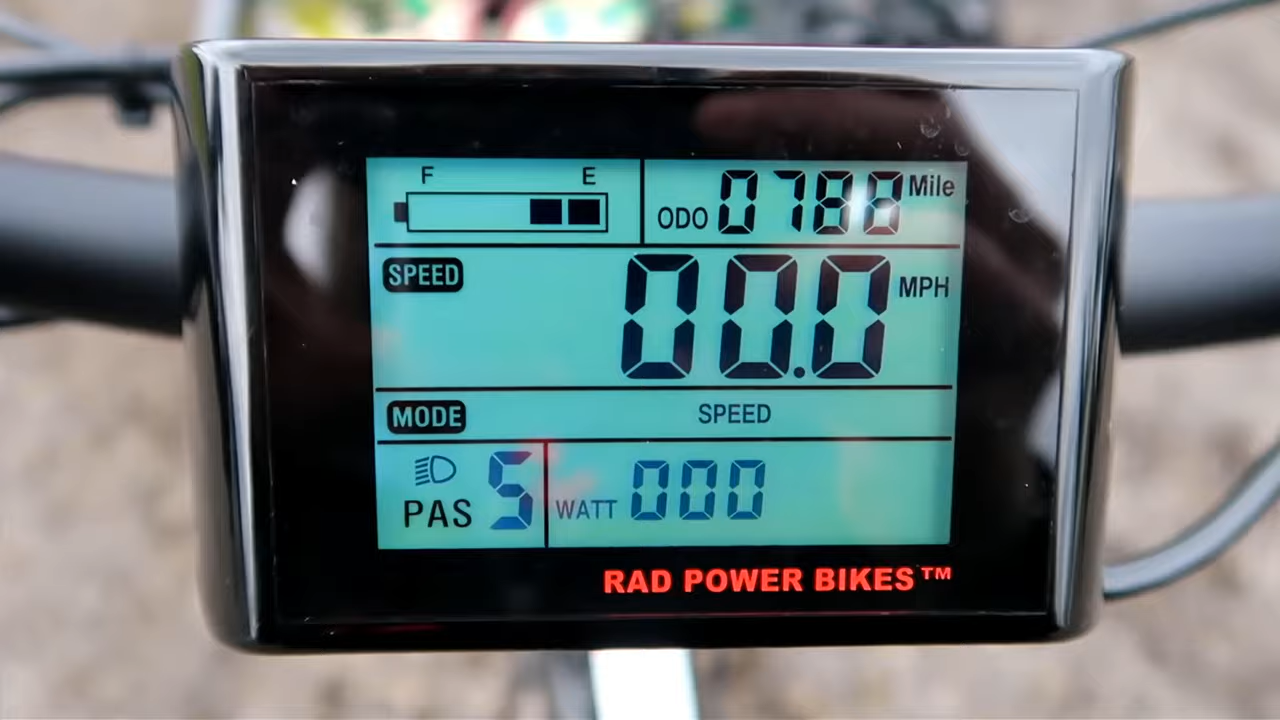 F E
ODO 0788 Mile
SPEED 00.0 MPH
MODE SPEED
PAS 5 WATT 000
RAD POWER BIKES™